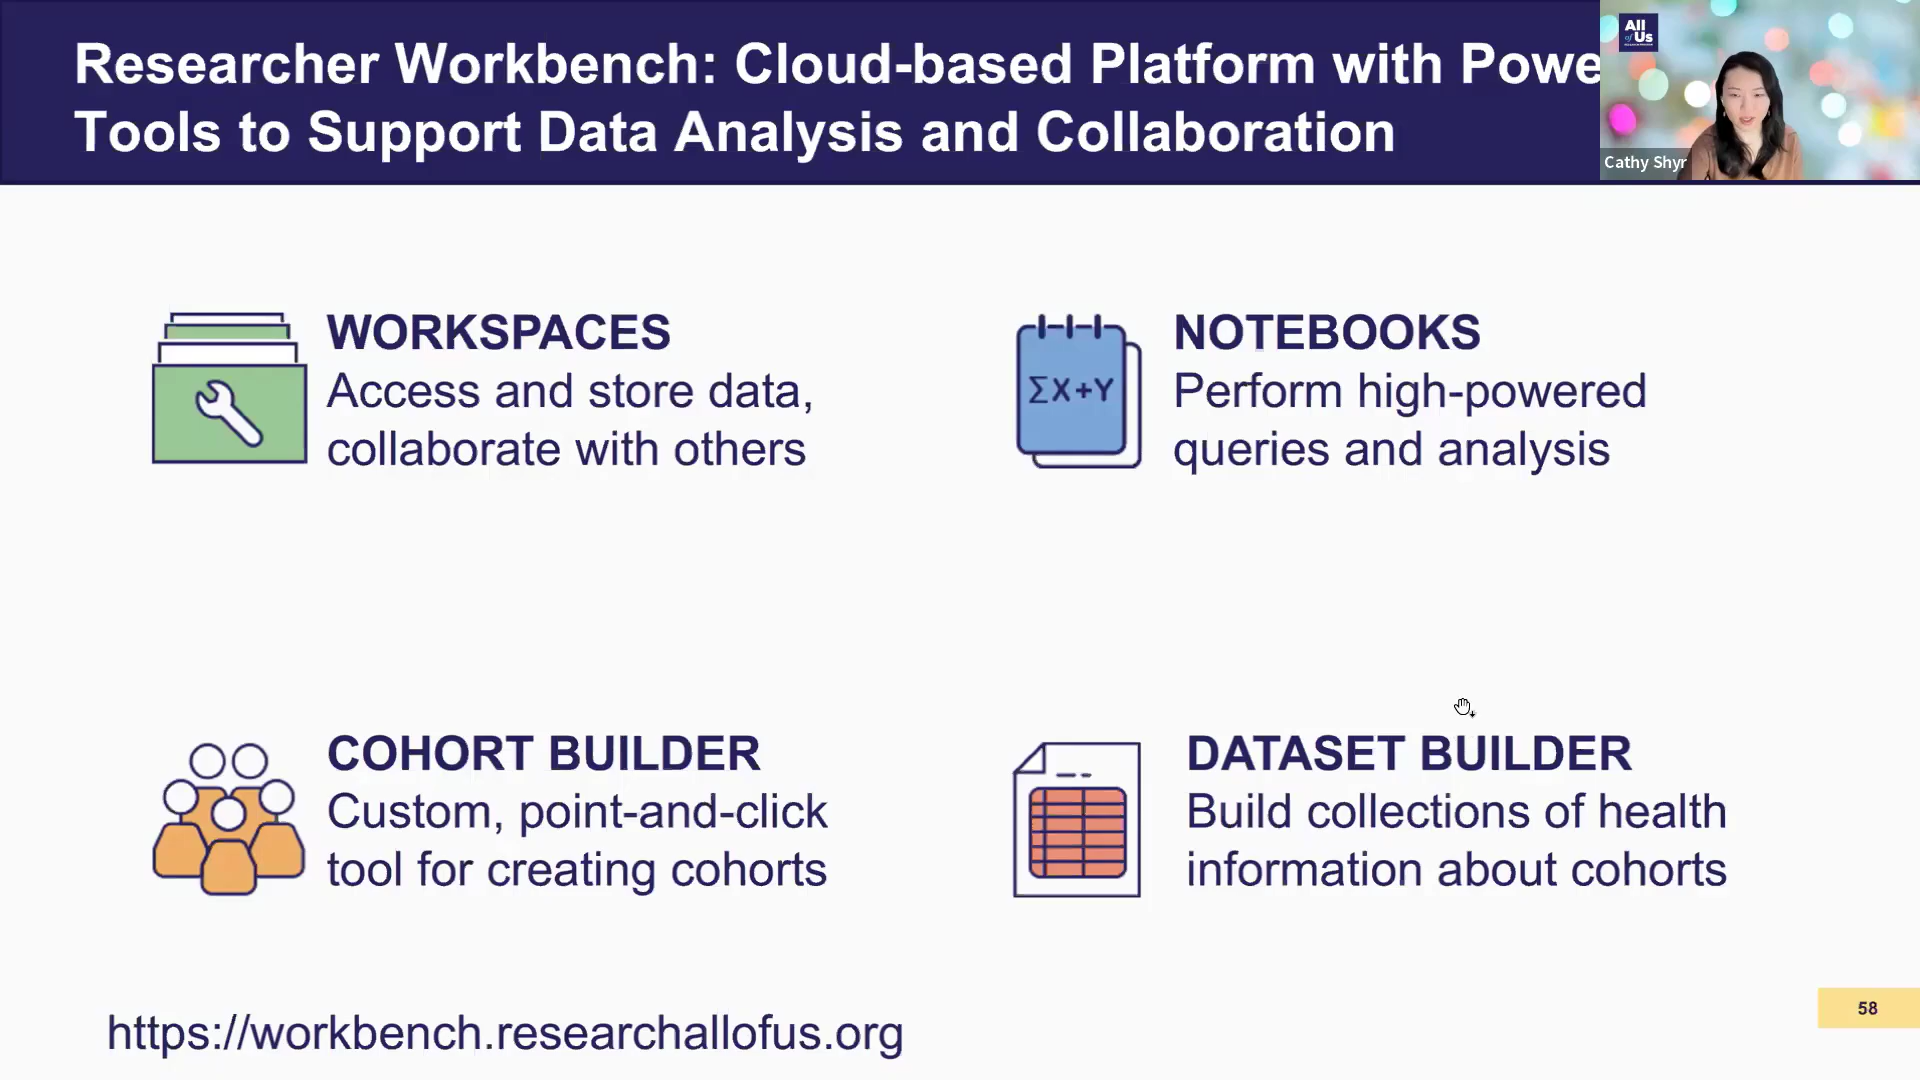 Researcher Workbench: Cloud-based Platform with Powe
Tools to Support Data Analysis and Collaboration
All
of Us
Cathy Shyr
WORKSPACES
Access and store data,
collaborate with others
ΣX+Y
NOTEBOOKS
Perform high-powered
queries and analysis
COHORT BUILDER
Custom, point-and-click
tool for creating cohorts
DATASET BUILDER
Build collections of health
information about cohorts
https://workbench.researchallofus.org
58